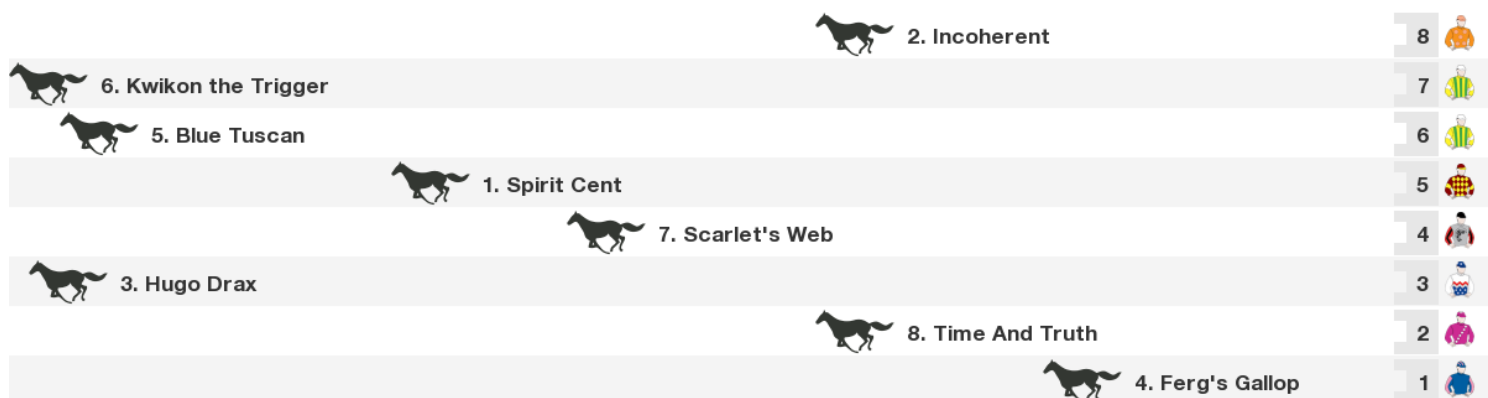 2. Incoherent 8
6. Kwikon the Trigger 7
5. Blue Tuscan 6
1. Spirit Cent 5
7. Scarlet's Web 4
3. Hugo Drax 3
8. Time And Truth 2
4. Ferg's Gallop 1